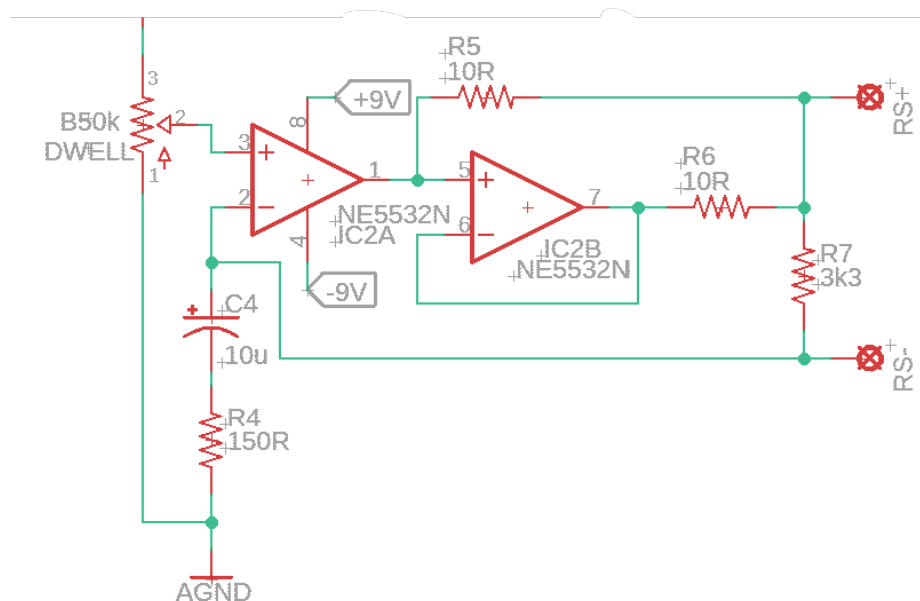 R5
10R
RS+
3
B50k
2
DWELL
1
+9V
8
3
1
5
7
R6
10R
2
NE5532N
IC2A
4
6
IC2B
NE5532N
R7
3k3
-9V
C4
10u
RS-
R4
150R
AGND